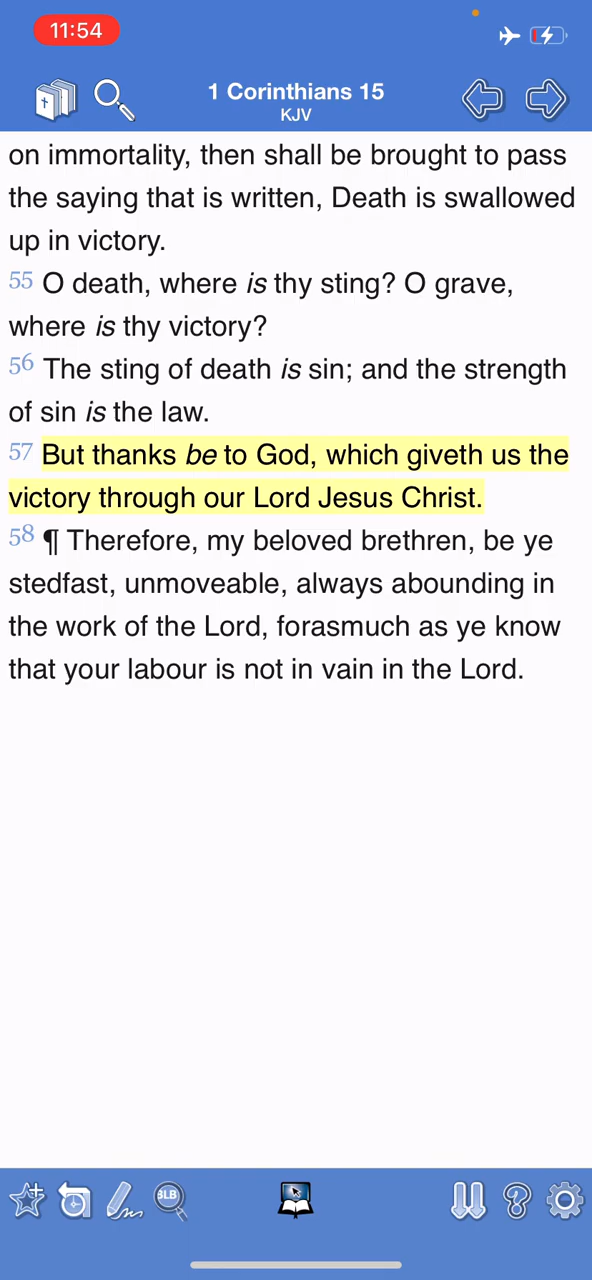 11:54
1 Corinthians 15
KJV
on immortality, then shall be brought to pass
the saying that is written, Death is swallowed
up in victory.
55 O death, where is thy sting? O grave,
where is thy victory?
56 The sting of death is sin; and the strength
of sin is the law.
57 But thanks be to God, which giveth us the
victory through our Lord Jesus Christ.
58 ¶ Therefore, my beloved brethren, be ye
stedfast, unmoveable, always abounding in
the work of the Lord, forasmuch as ye know
that your labour is not in vain in the Lord.
BLB